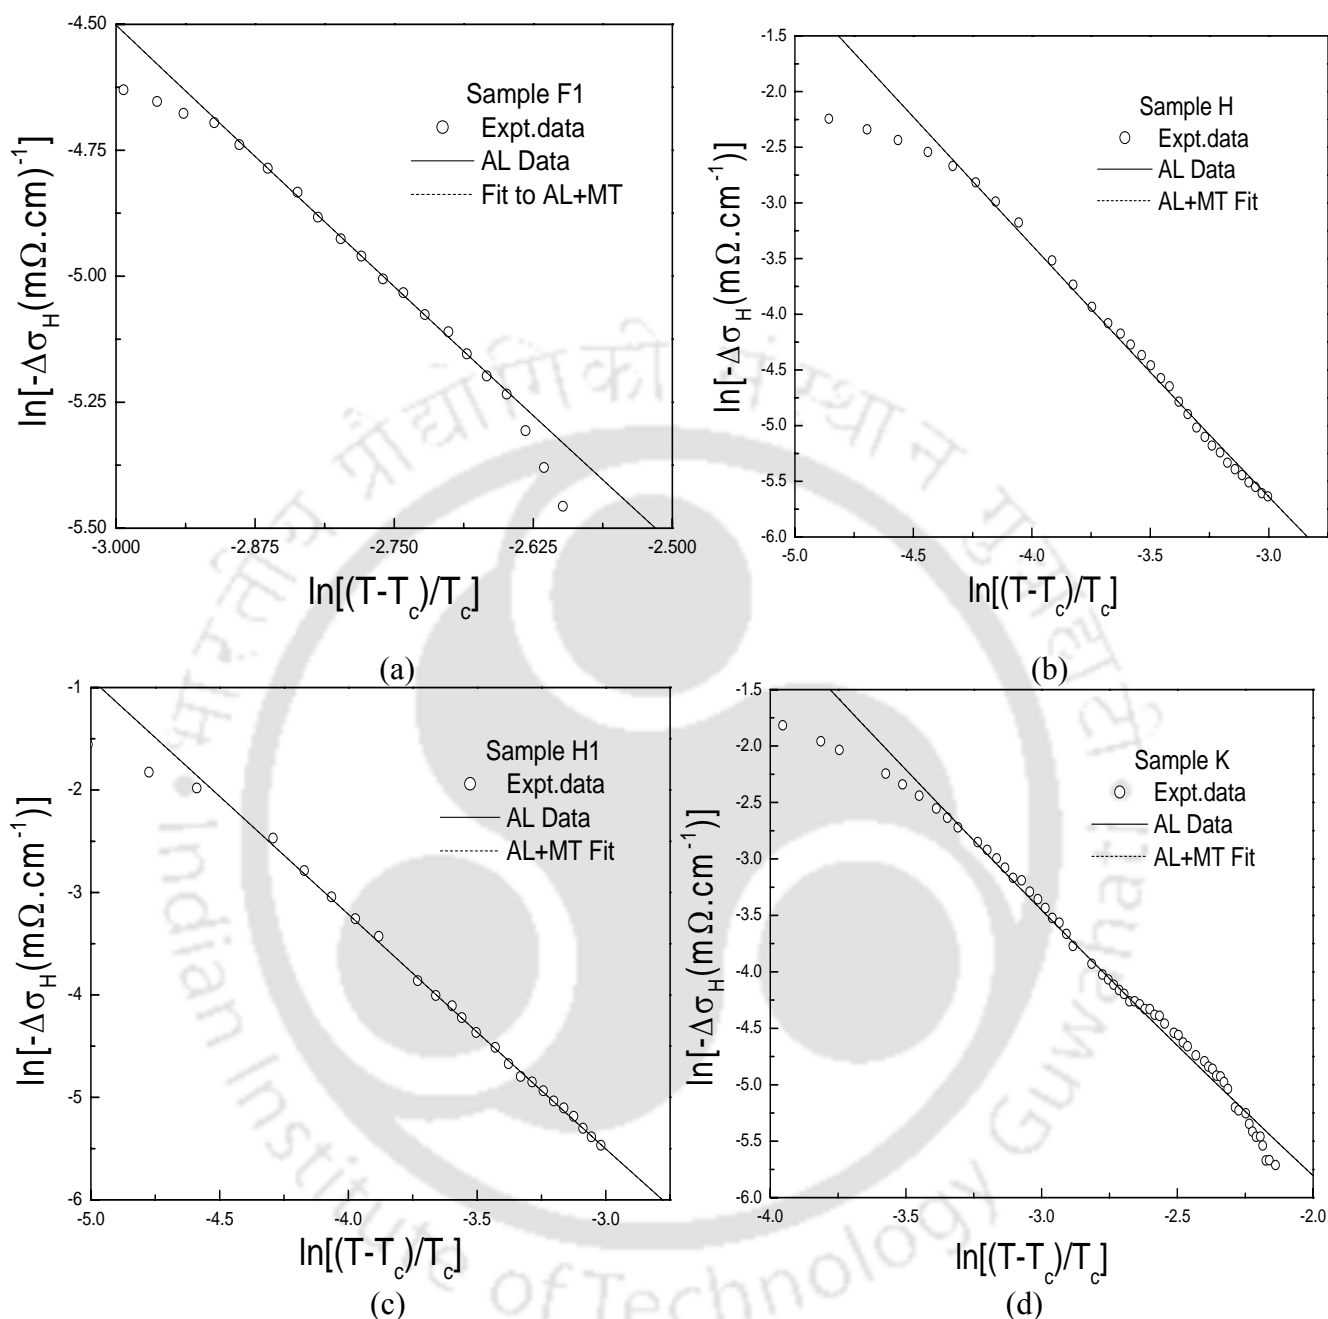 -4.50
-4.75
-5.00
-5.25
-5.50
-3.000 -2.875 -2.750 -2.625 -2.500
ln[-Δσ_H(mΩ.cm)^-1]
ln[(T-T_c)/T_c]
Sample F1
Expt.data
AL Data
Fit to AL+MT
(a)
-1.5
-2.0
-2.5
-3.0
-3.5
-4.0
-4.5
-5.0
-5.5
-6.0
-5.0 -4.5 -4.0 -3.5 -3.0
ln[-Δσ_H(mΩ.cm^-1)]
ln[(T-T_c)/T_c]
Sample H
Expt.data
AL Data
AL+MT Fit
(b)
-1
-2
-3
-4
-5
-6
-5.0 -4.5 -4.0 -3.5 -3.0
ln[-Δσ_H(mΩ.cm^-1)]
ln[(T-T_c)/T_c]
Sample H1
Expt.data
AL Data
AL+MT Fit
(c)
-1.5
-2.0
-2.5
-3.0
-3.5
-4.0
-4.5
-5.0
-5.5
-6.0
-4.0 -3.5 -3.0 -2.5 -2.0
ln[-Δσ_H(mΩ.cm^-1)]
ln[(T-T_c)/T_c]
Sample K
Expt.data
AL Data
AL+MT Fit
(d)
भारतीय प्रौद्योगिकी संस्थान गुवाहाटी
Indian Institute of Technology Guwahati